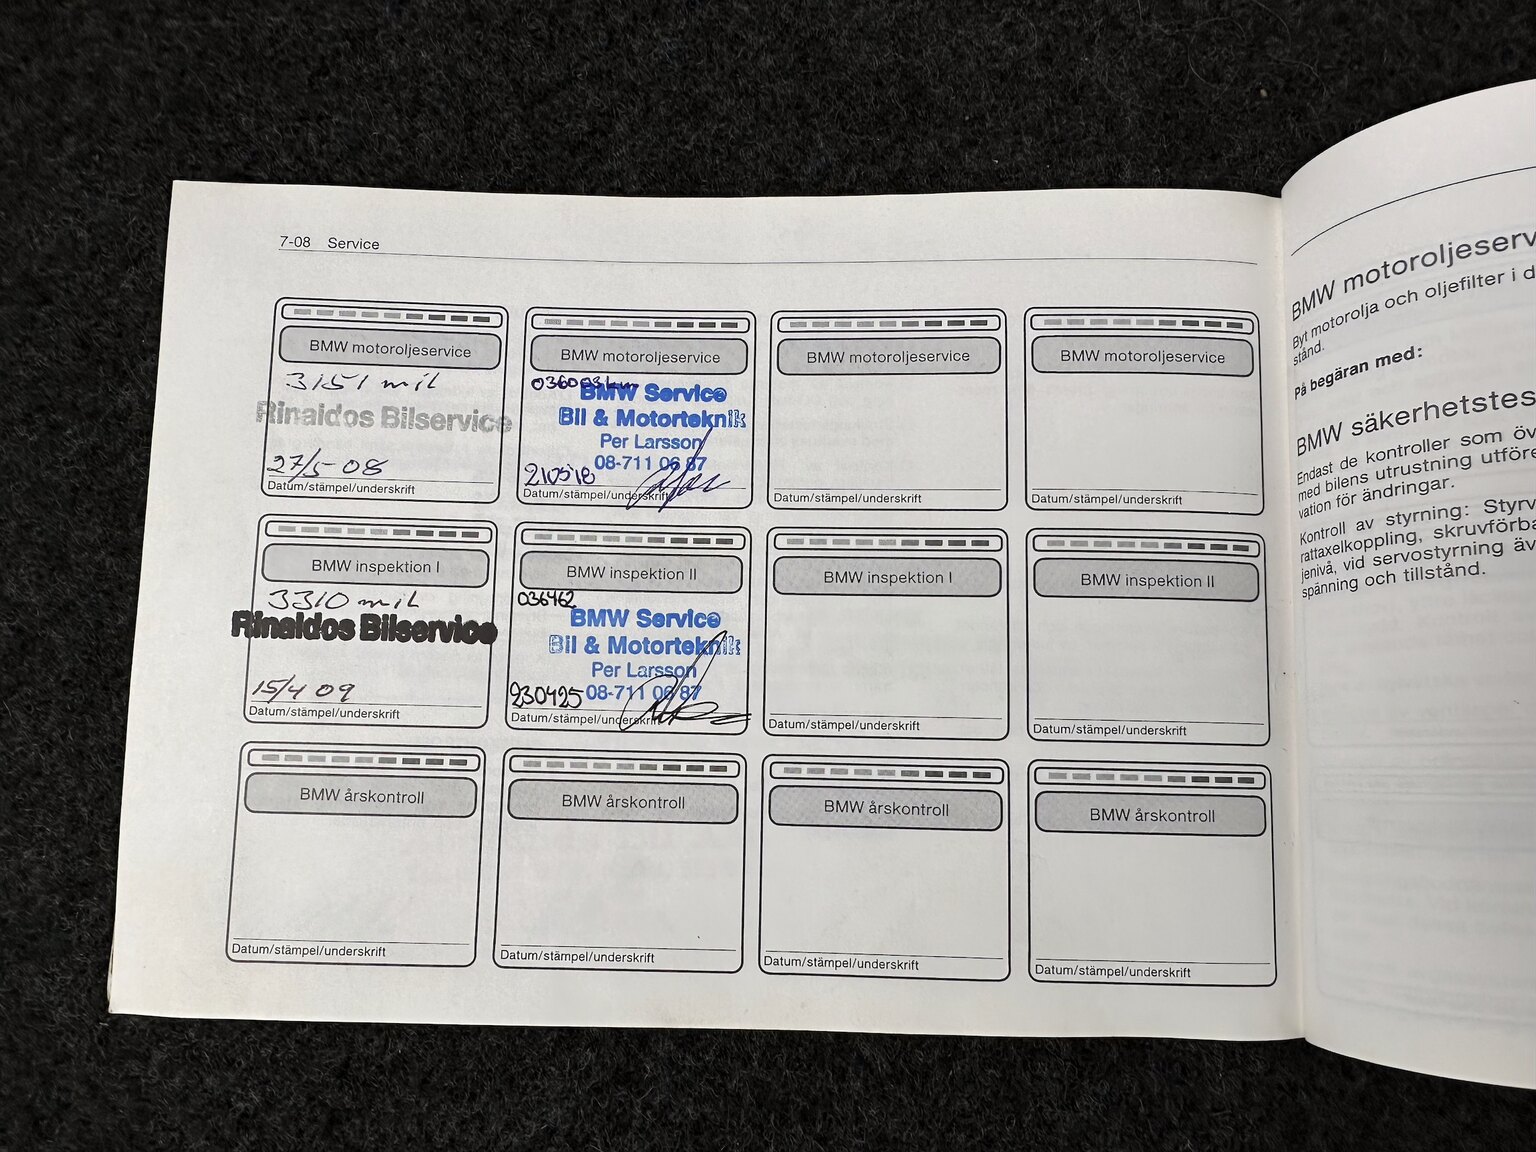 7-08 Service
BMW motoroljeservice
3151 mil
Rinaldos Bilservice
27/5-08
Datum/stämpel/underskrift
BMW motoroljeservice
036003km
BMW Service
Bil & Motorteknik
Per Larsson
08-711 06 87
210518
Datum/stämpel/underskrift
BMW motoroljeservice
Datum/stämpel/underskrift
BMW motoroljeservice
Datum/stämpel/underskrift
BMW inspektion I
3310 mil
Rinaldos Bilservice
15/4 09
Datum/stämpel/underskrift
BMW inspektion II
036462
BMW Service
Bil & Motorteknik
Per Larsson
08-711 06 87
230425
Datum/stämpel/underskrift
BMW inspektion I
Datum/stämpel/underskrift
BMW inspektion II
Datum/stämpel/underskrift
BMW årskontroll
Datum/stämpel/underskrift
BMW årskontroll
Datum/stämpel/underskrift
BMW årskontroll
Datum/stämpel/underskrift
BMW årskontroll
Datum/stämpel/underskrift
BMW motoroljeserv
Byt motorolja och oljefilter i d
stånd.
På begäran med:
BMW säkerhetstes
Endast de kontroller som öv
med bilens utrustning utföre
vation för ändringar.
Kontroll av styrning: Styrv
rattaxelkoppling, skruvförba
jenivå, vid servostyrning äv
spänning och tillstånd.